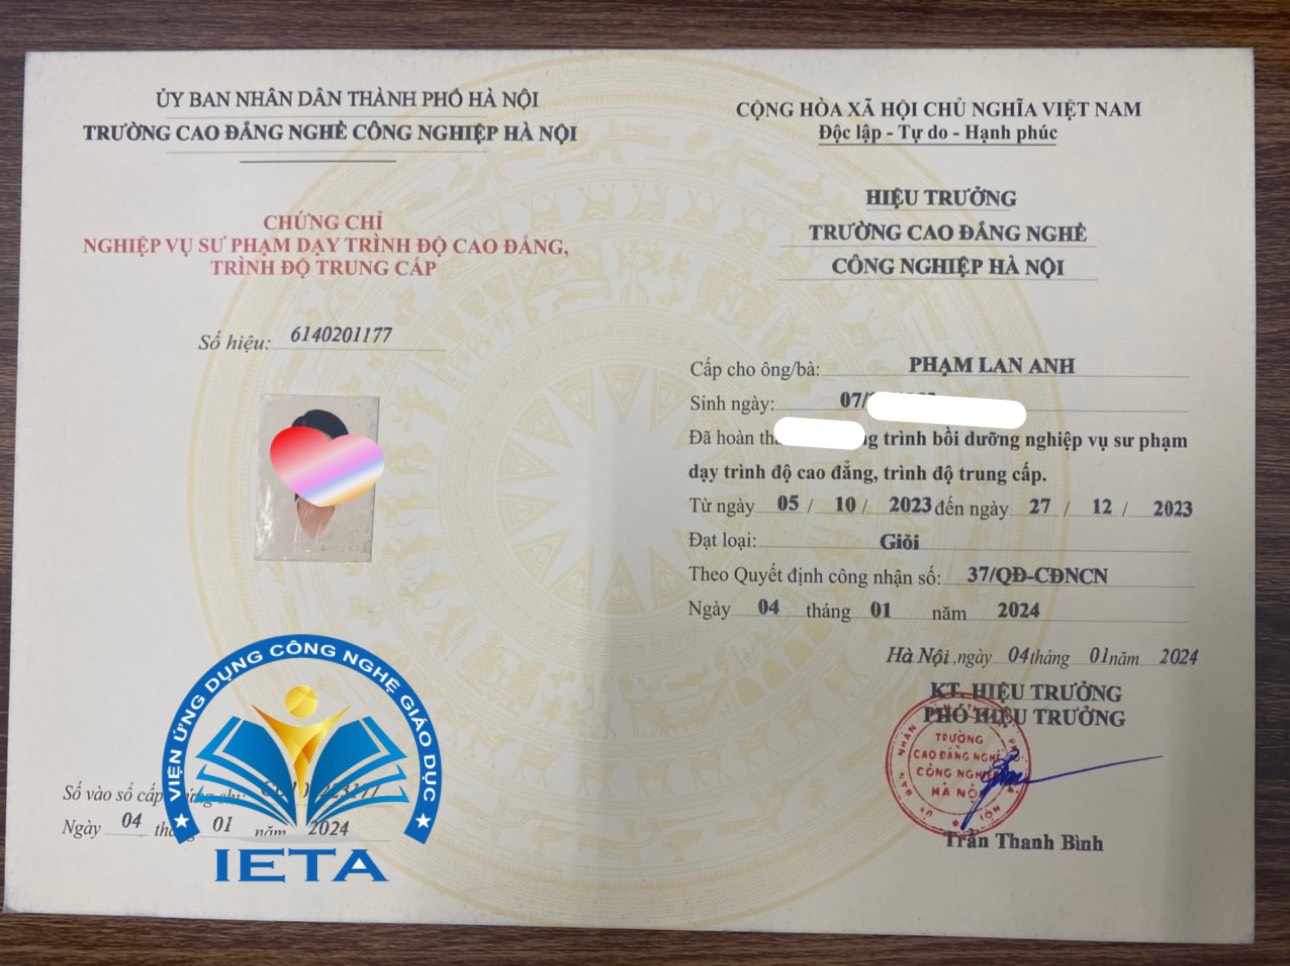 ỦY BAN NHÂN DÂN THÀNH PHỐ HÀ NỘI
TRƯỜNG CAO ĐẲNG NGHỀ CÔNG NGHIỆP HÀ NỘI
CHỨNG CHỈ
NGHIỆP VỤ SƯ PHẠM DẠY TRÌNH ĐỘ CAO ĐẲNG,
TRÌNH ĐỘ TRUNG CẤP
Số hiệu: 6140201177
VIỆN ỨNG DỤNG CÔNG NGHỆ GIÁO DỤC
IETA
Số vào sổ cấp
Ngày 04 01 năm 2024
CỘNG HÒA XÃ HỘI CHỦ NGHĨA VIỆT NAM
Độc lập - Tự do - Hạnh phúc
HIỆU TRƯỞNG
TRƯỜNG CAO ĐẲNG NGHỀ
CÔNG NGHIỆP HÀ NỘI
Cấp cho ông/bà: PHẠM LAN ANH
Sinh ngày: 07/
Đã hoàn trình bồi dưỡng nghiệp vụ sư phạm
dạy trình độ cao đẳng, trình độ trung cấp.
Từ ngày 05 / 10 / 2023 đến ngày 27 / 12 / 2023
Đạt loại: Giỏi
Theo Quyết định công nhận số: 37/QĐ-CĐNCN
Ngày 04 tháng 01 năm 2024
Hà Nội, ngày 04 tháng 01 năm 2024
KT. HIỆU TRƯỞNG
PHÓ HIỆU TRƯỞNG
TRƯỜNG
CAO ĐẲNG NGHỀ
CÔNG NGHIỆP
HÀ NỘI
Trần Thanh Bình